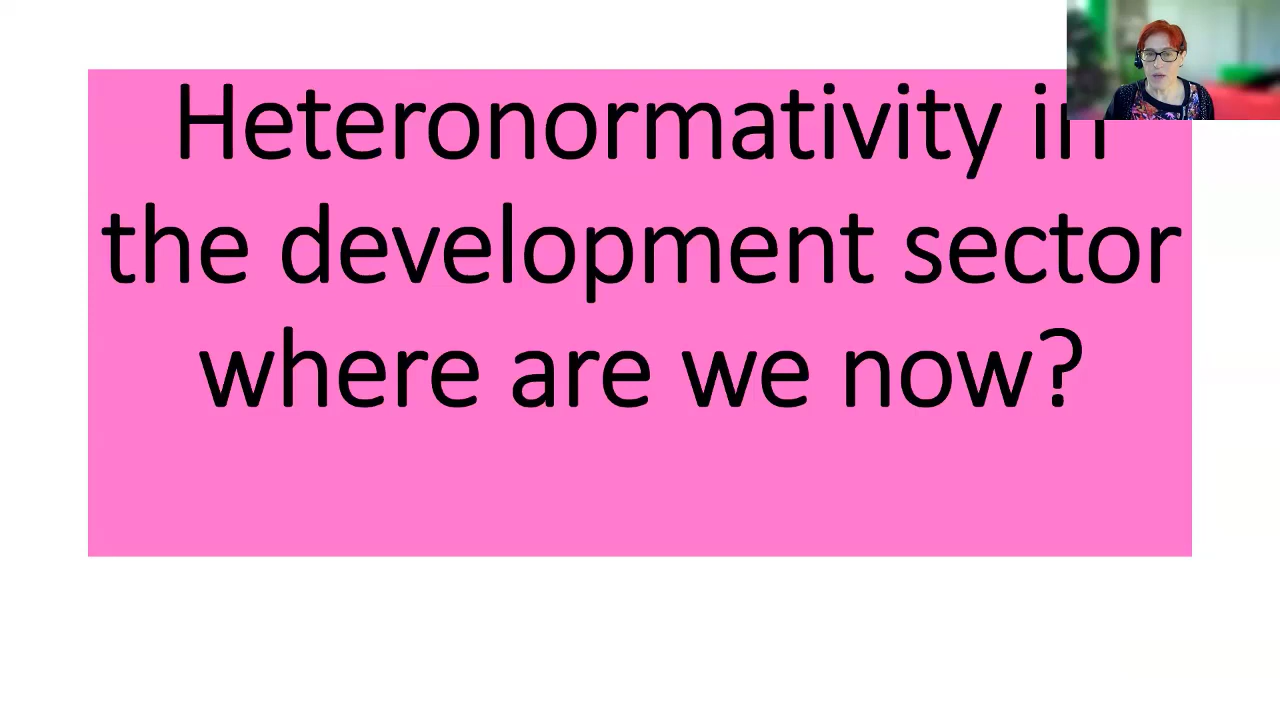 Heteronormativity in
the development sector
where are we now?